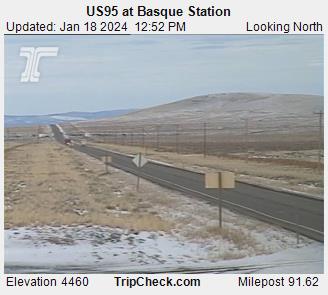 US95 at Basque Station
Updated: Jan 18 2024 12:52 PM Looking North
Elevation 4460 TripCheck.com Milepost 91.62